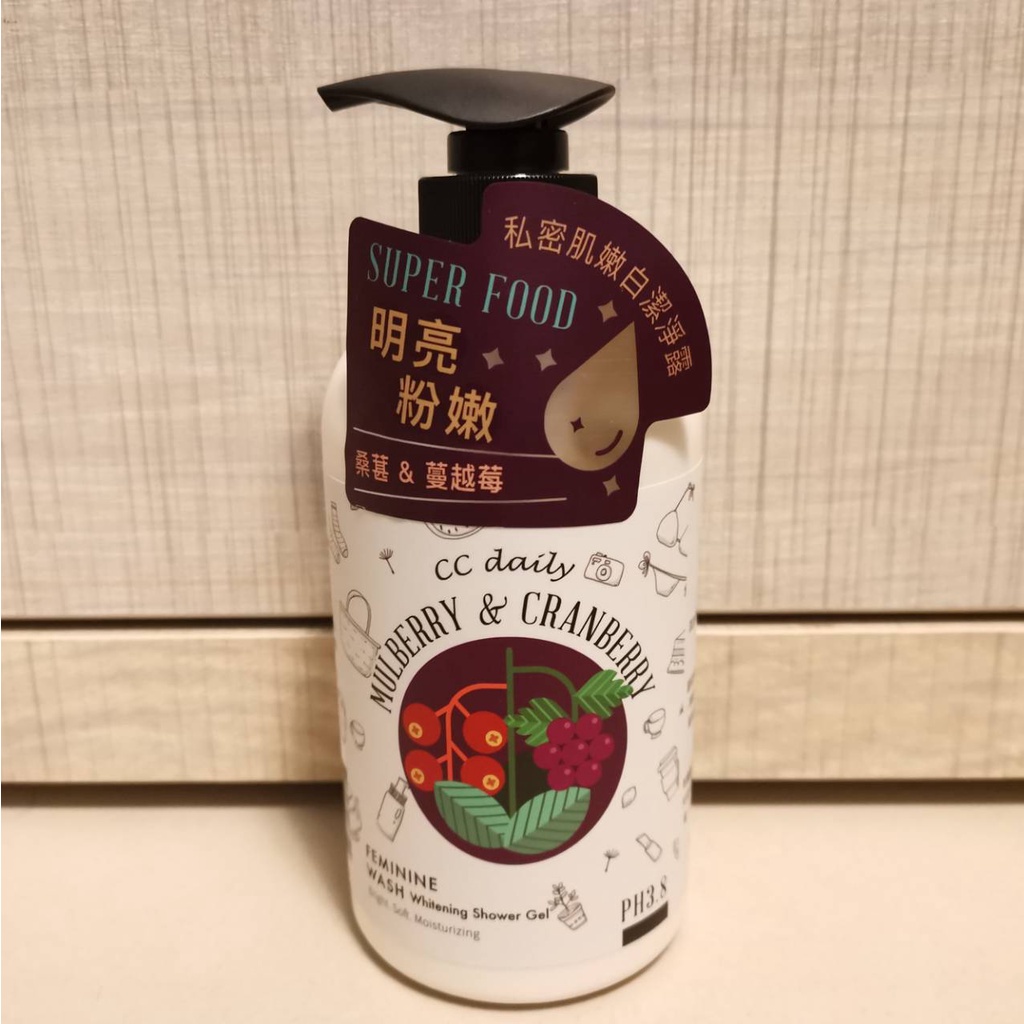 私密肌嫩白潔淨露
SUPER FOOD
明亮
粉嫩
桑葚 & 蔓越莓
CC daily
MULBERRY & CRANBERRY
FEMININE
WASH Whitening Shower Gel
Bright, Soft, Moisturizing
PH3.8